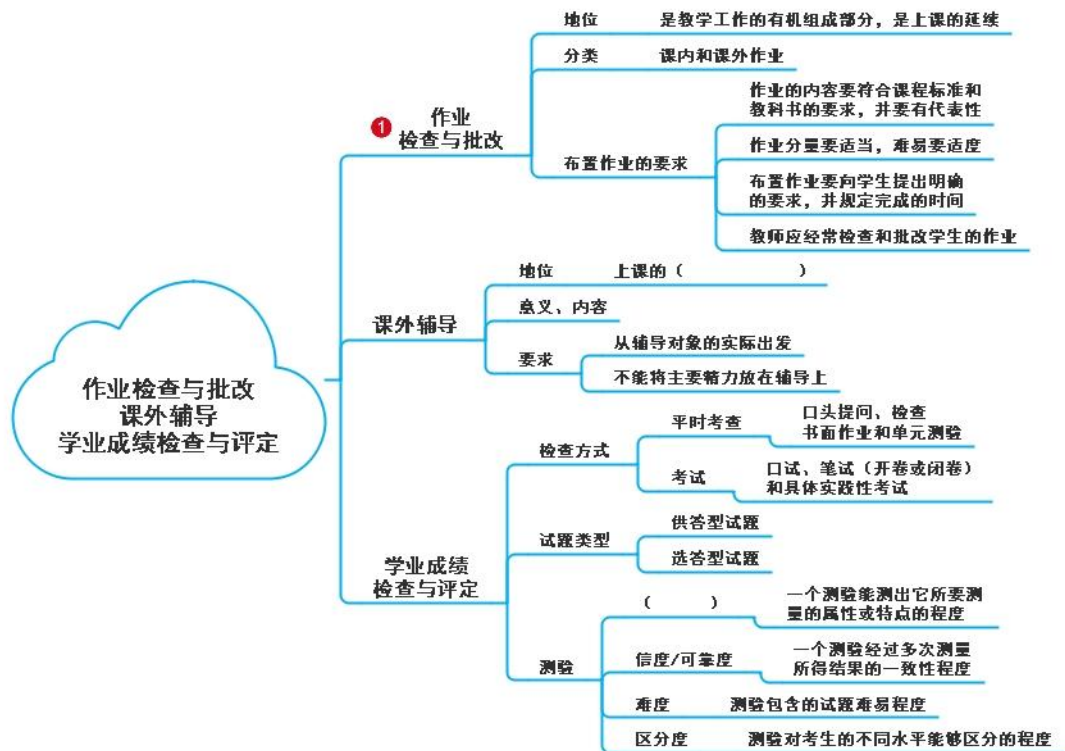 作业检查与批改
课外辅导
学业成绩检查与评定
1
作业
检查与批改
地位 是教学工作的有机组成部分，是上课的延续
分类 课内和课外作业
布置作业的要求
作业的内容要符合课程标准和
教科书的要求，并要有代表性
作业分量要适当，难易要适度
布置作业要向学生提出明确
的要求，并规定完成的时间
教师应经常检查和批改学生的作业
课外辅导
地位 上课的（ ）
意义、内容
要求
从辅导对象的实际出发
不能将主要精力放在辅导上
学业成绩
检查与评定
检查方式
平时考查
口头提问、检查
书面作业和单元测验
考试
口试、笔试（开卷或闭卷）
和具体实践性考试
试题类型
供答型试题
选答型试题
测验
（ ）
一个测验能测出它所要测
量的属性或特点的程度
信度/可靠度
一个测验经过多次测量
所得结果的一致性程度
难度 测验包含的试题难易程度
区分度 测验对考生的不同水平能够区分的程度